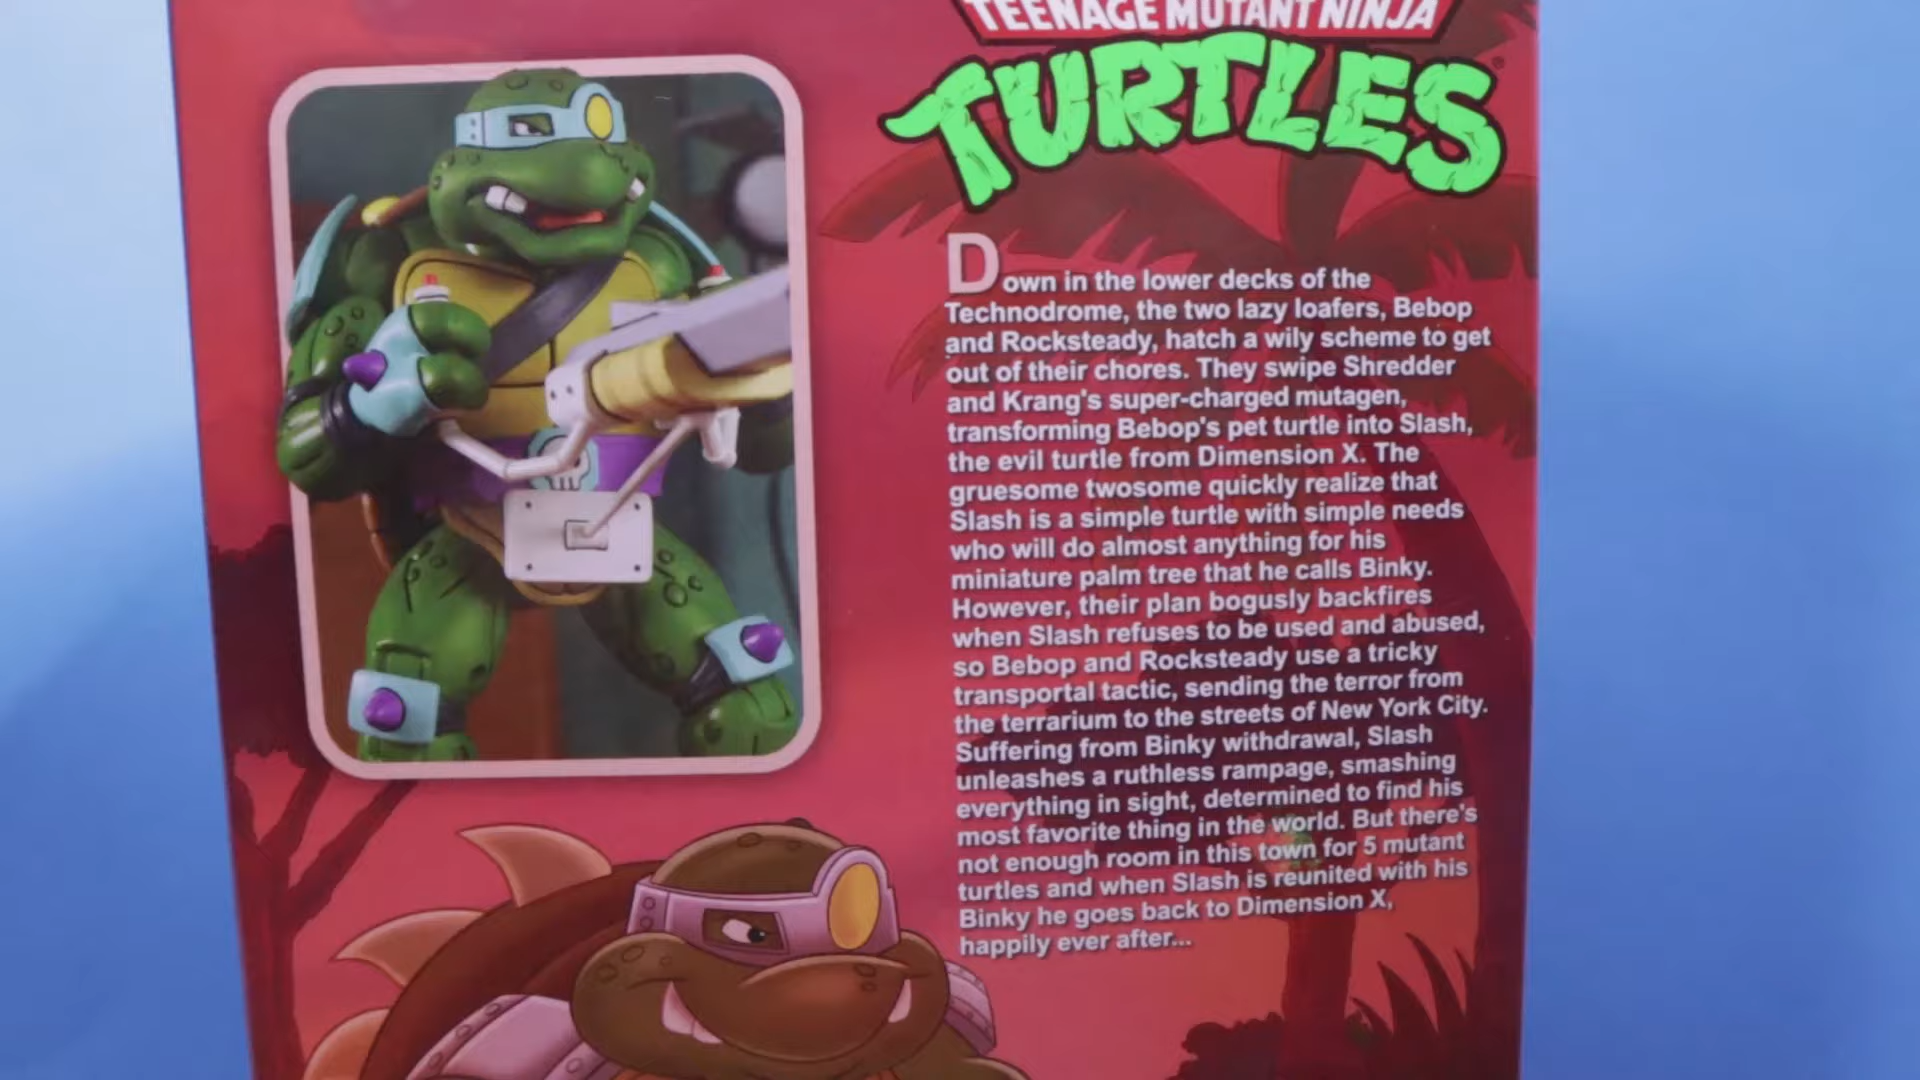 TEENAGE MUTANT NINJA
TURTLES
Down in the lower decks of the
Technodrome, the two lazy loafers, Bebop
and Rocksteady, hatch a wily scheme to get
out of their chores. They swipe Shredder
and Krang's super-charged mutagen,
transforming Bebop's pet turtle into Slash,
the evil turtle from Dimension X. The
gruesome twosome quickly realize that
Slash is a simple turtle with simple needs
who will do almost anything for his
miniature palm tree that he calls Binky.
However, their plan bogusly backfires
when Slash refuses to be used and abused,
so Bebop and Rocksteady use a tricky
transportal tactic, sending the terror from
the terrarium to the streets of New York City.
Suffering from Binky withdrawal, Slash
unleashes a ruthless rampage, smashing
everything in sight, determined to find his
most favorite thing in the world. But there's
not enough room in this town for 5 mutant
turtles and when Slash is reunited with his
Binky he goes back to Dimension X,
happily ever after...